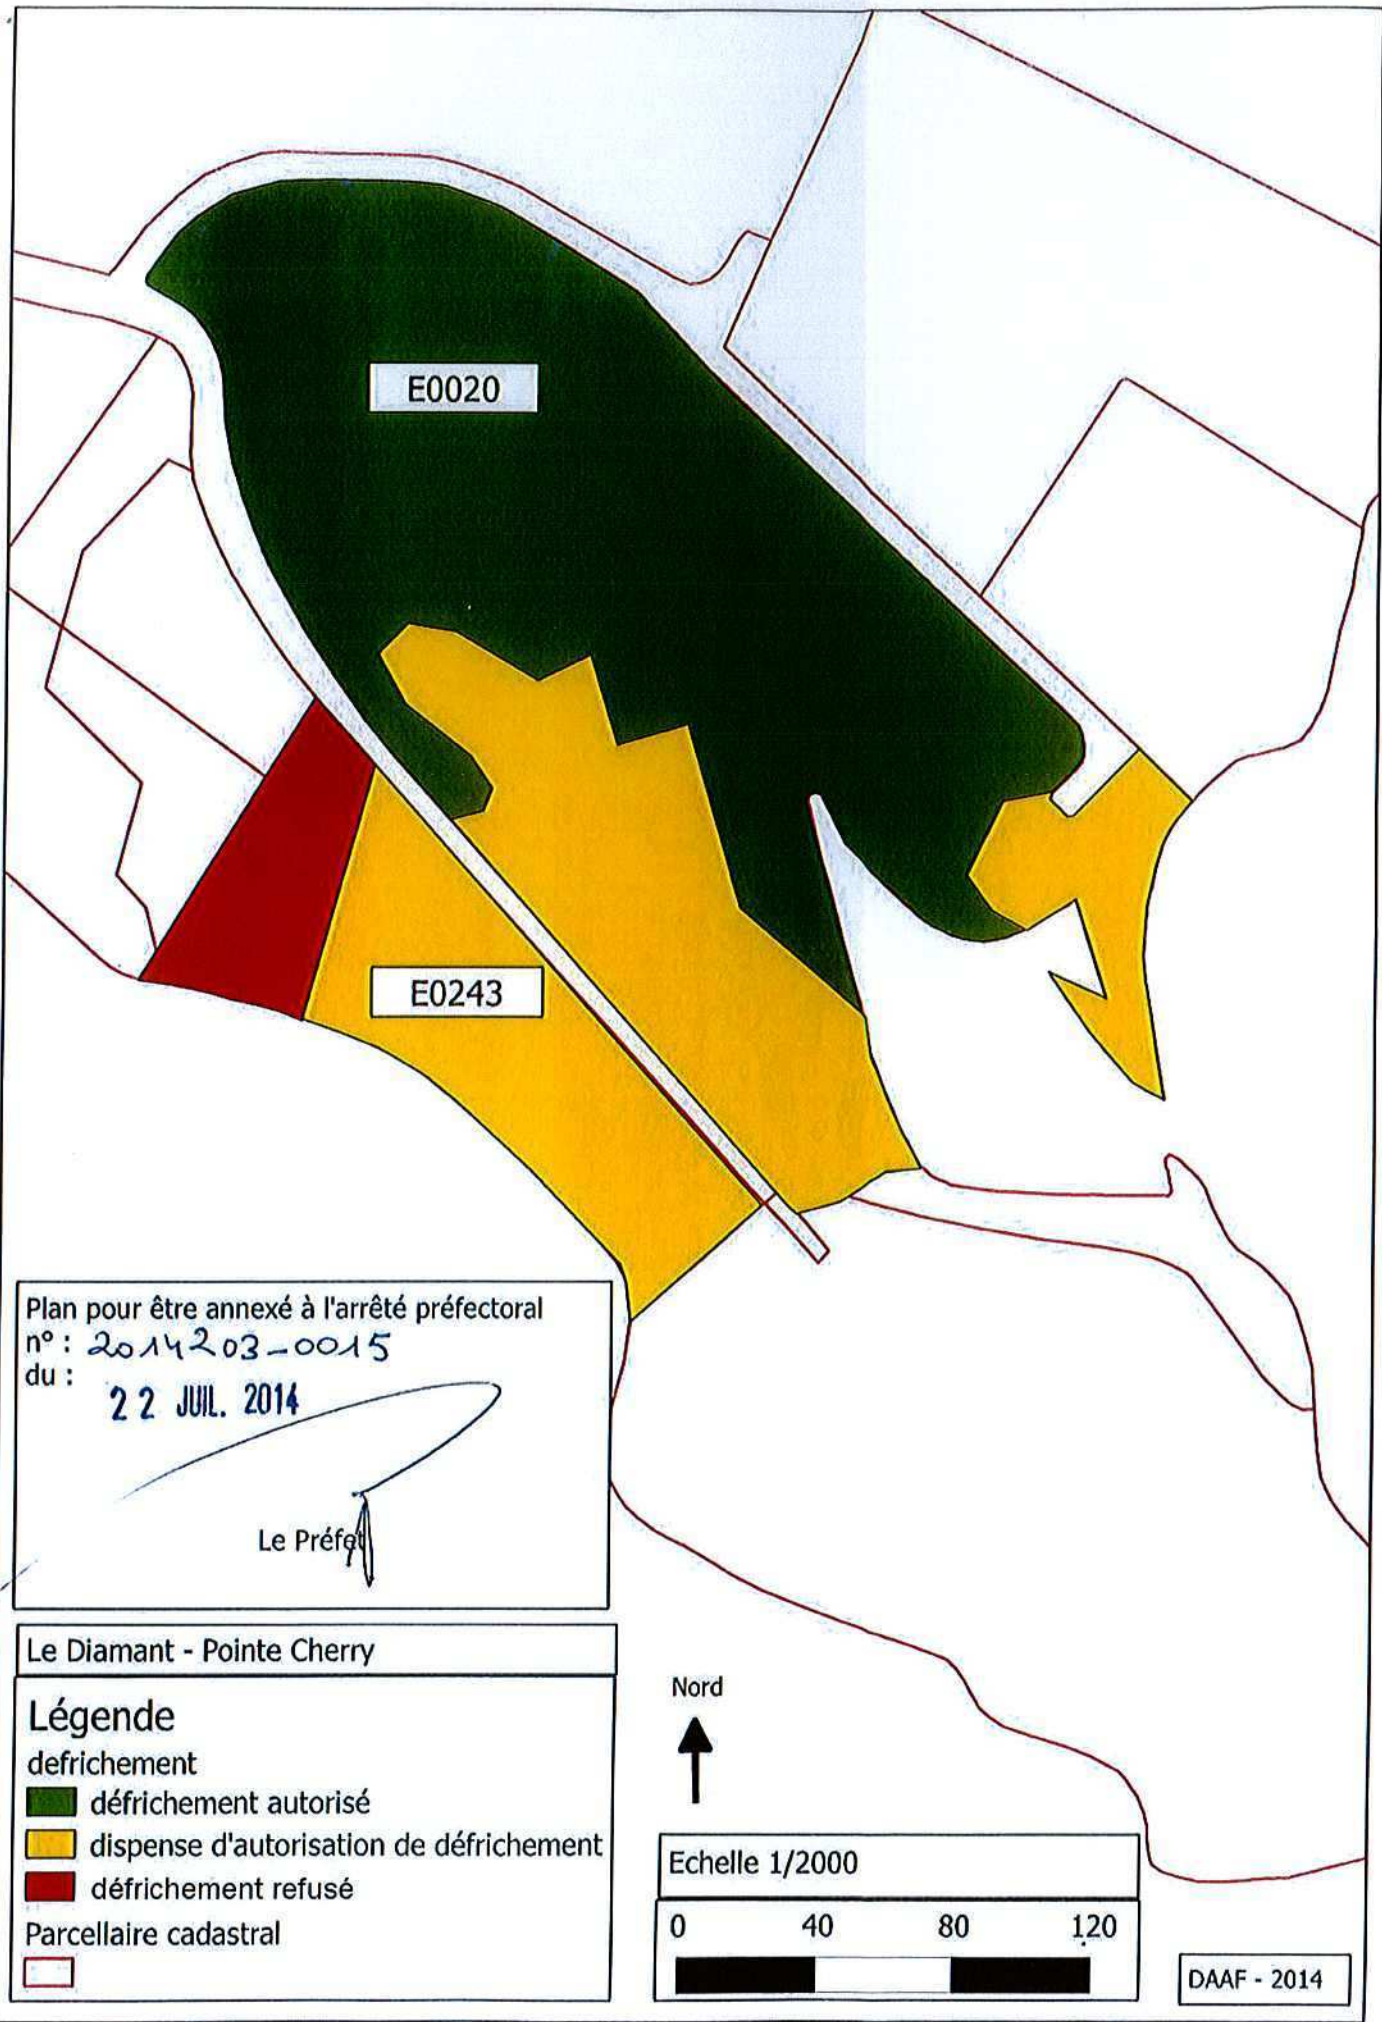 E0020
E0243
Plan pour être annexé à l'arrêté préfectoral
n° : 2014203-0015
du :
22 JUIL. 2014
Le Préfet
Le Diamant - Pointe Cherry
Légende
defrichement
défrichement autorisé
dispense d'autorisation de défrichement
défrichement refusé
Parcellaire cadastral
Nord
Echelle 1/2000
0 40 80 120
DAAF - 2014